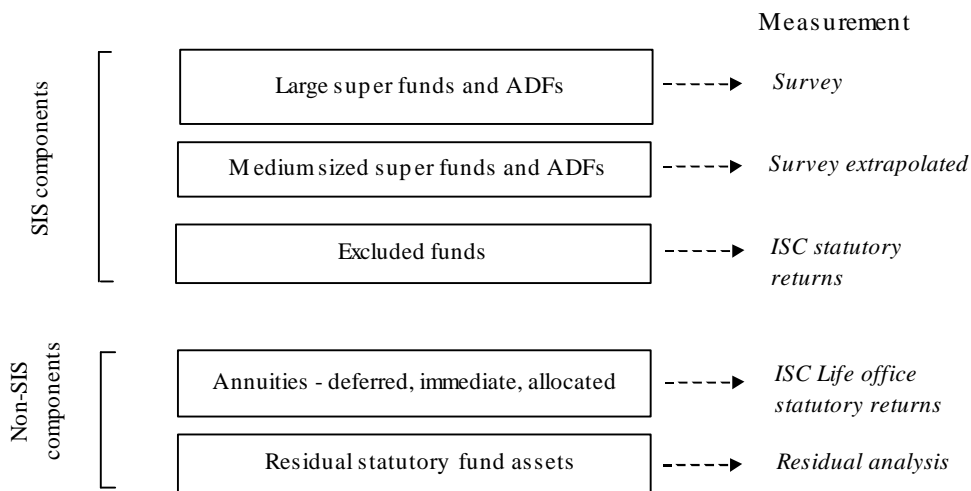 Measurement
SIS components
Large super funds and ADFs
Survey
Medium sized super funds and ADFs
Survey extrapolated
Excluded funds
ISC statutory
returns
Non-SIS
components
Annuities - deferred, immediate, allocated
ISC Life office
statutory returns
Residual statutory fund assets
Residual analysis